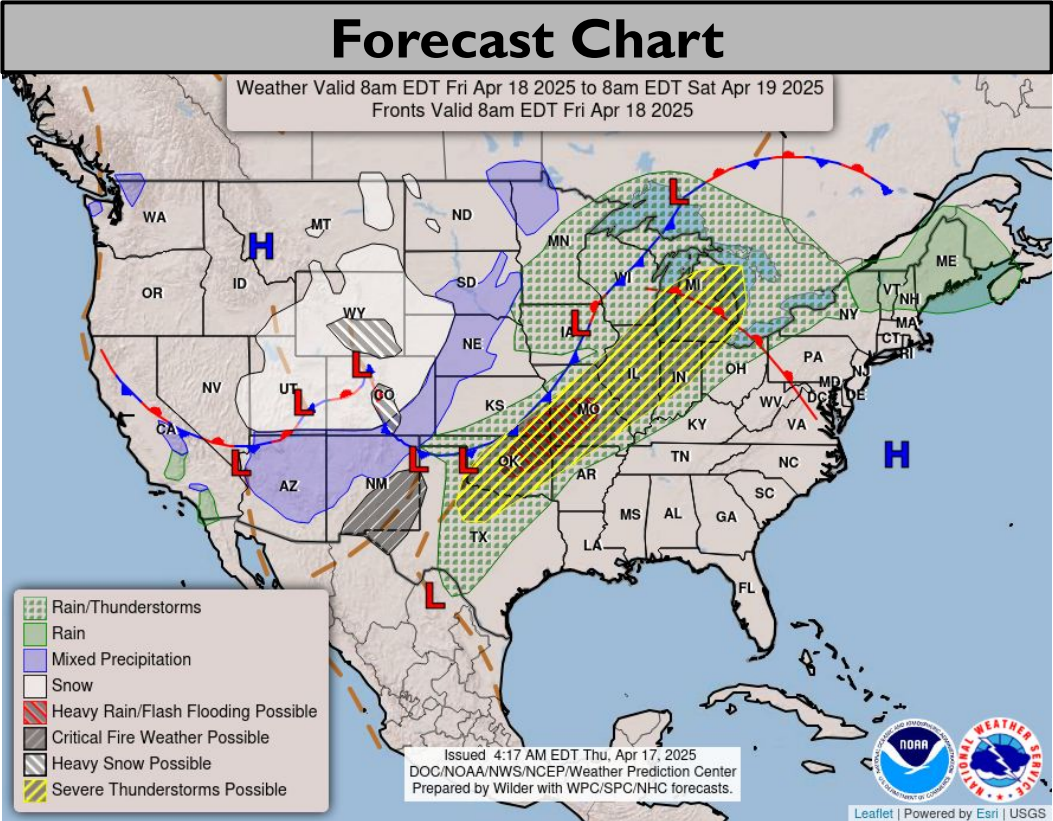 Forecast Chart
Weather Valid 8am EDT Fri Apr 18 2025 to 8am EDT Sat Apr 19 2025
Fronts Valid 8am EDT Fri Apr 18 2025
L
WA
MT
ND
MN
H
ME
ID
SD
WI
MI
VT
NH
OR
WY
L
IA
NY
MA
CT
RI
NE
PA
L
OH
NJ
NV
UT
L
CO
IL
IN
MD
DE
DC
WV
KS
MO
CA
KY
VA
L
L
L
OK
TN
NC
H
AZ
NM
AR
SC
MS
AL
GA
TX
LA
FL
L
Rain/Thunderstorms
Rain
Mixed Precipitation
Snow
Heavy Rain/Flash Flooding Possible
Critical Fire Weather Possible
Heavy Snow Possible
Severe Thunderstorms Possible
Issued 4:17 AM EDT Thu, Apr 17, 2025
DOC/NOAA/NWS/NCEP/Weather Prediction Center
Prepared by Wilder with WPC/SPC/NHC forecasts.
NOAA
NATIONAL WEATHER SERVICE
Leaflet | Powered by Esri | USGS